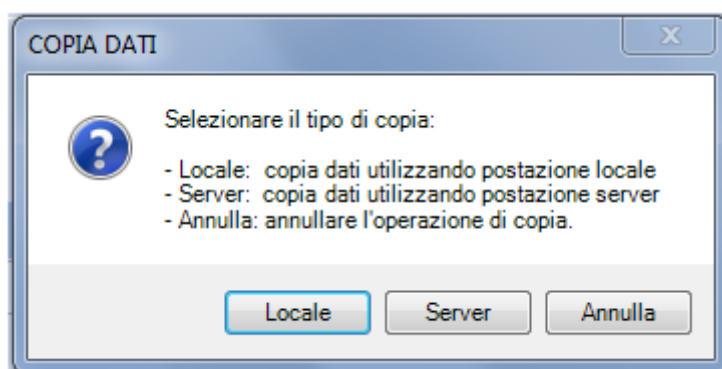 COPIA DATI
Selezionare il tipo di copia:
- Locale: copia dati utilizzando postazione locale
- Server: copia dati utilizzando postazione server
- Annulla: annullare l'operazione di copia.
Locale
Server
Annulla